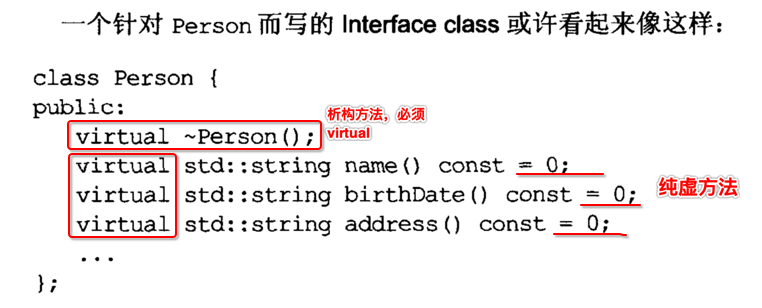 一个针对 Person 而写的 Interface class 或许看起来像这样：
class Person {
public:
析构方法，必须
virtual
virtual ~Person();
virtual std::string name() const = 0;
virtual std::string birthDate() const = 0;
纯虚方法
virtual std::string address() const = 0;
...
};